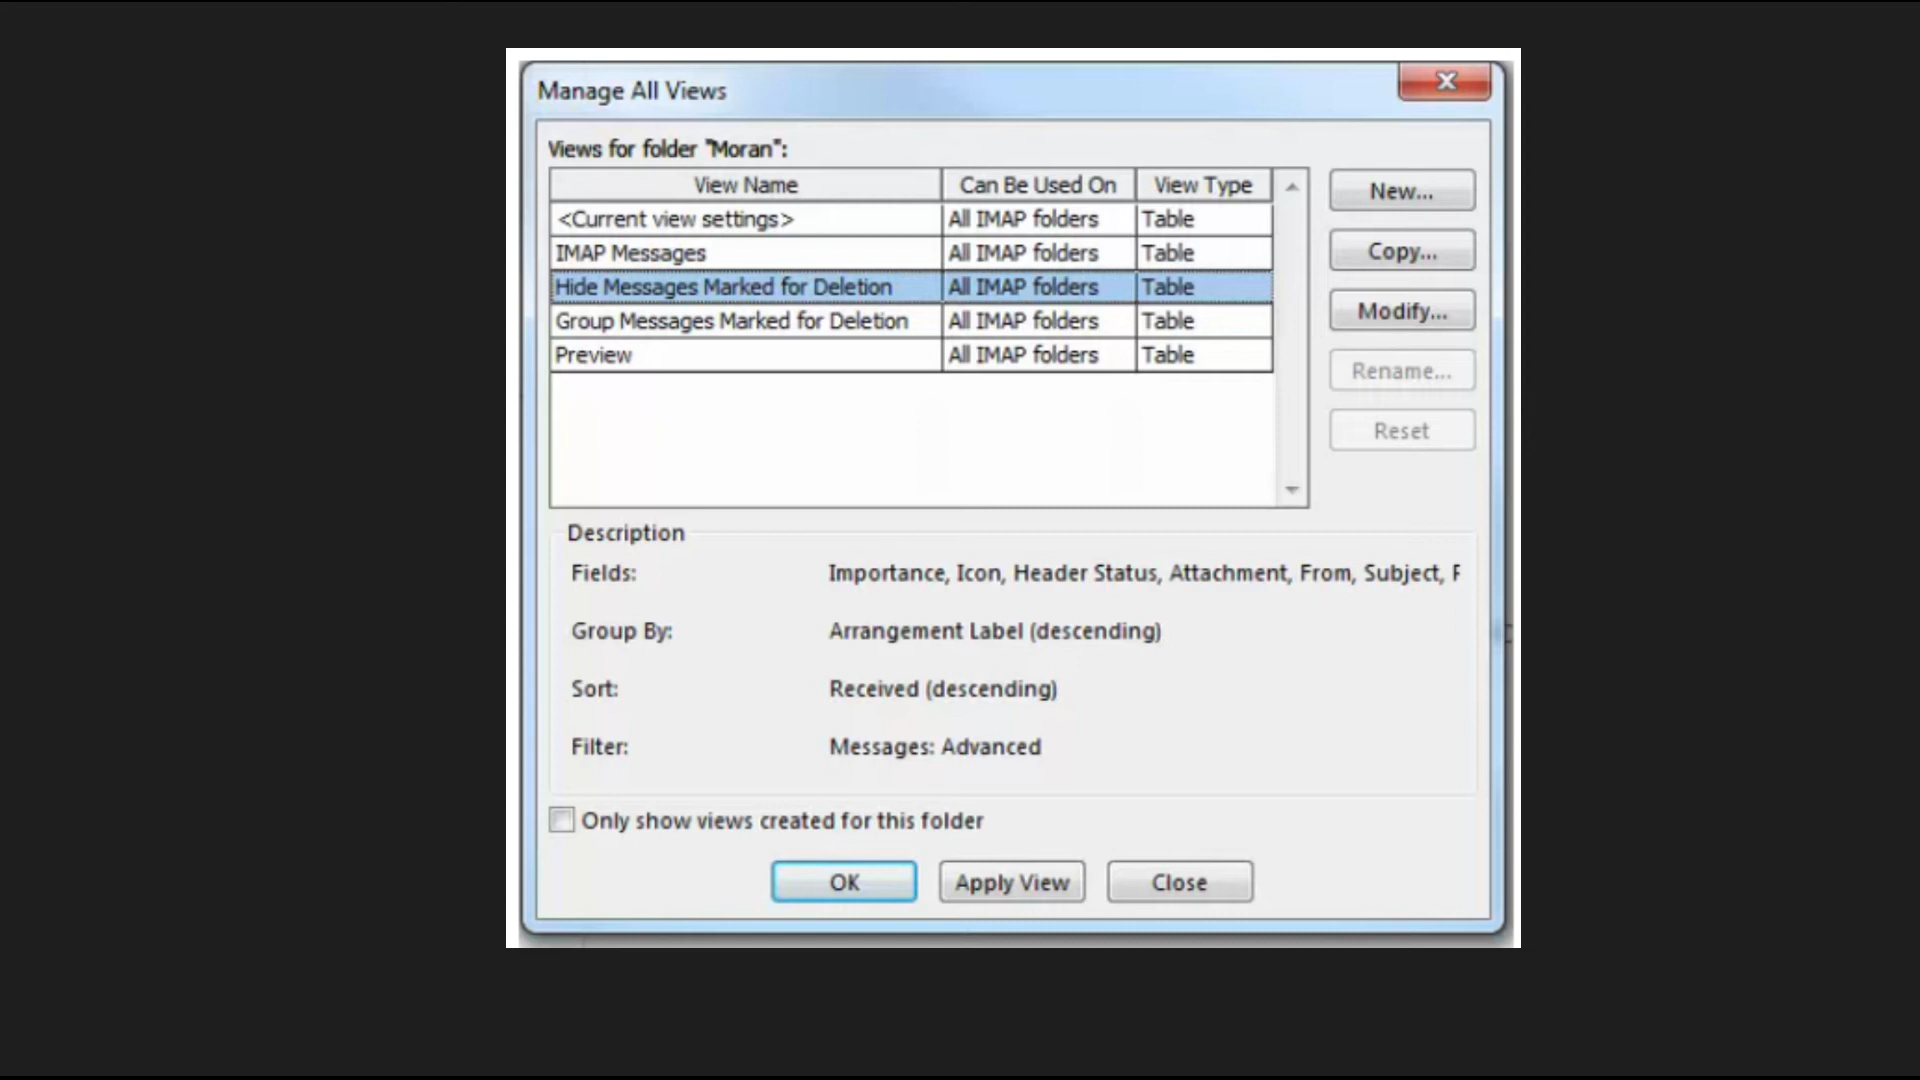 Manage All Views
Views for folder "Moran":
View Name Can Be Used On View Type
<Current view settings> All IMAP folders Table
IMAP Messages All IMAP folders Table
Hide Messages Marked for Deletion All IMAP folders Table
Group Messages Marked for Deletion All IMAP folders Table
Preview All IMAP folders Table
New...
Copy...
Modify...
Rename...
Reset
Description
Fields: Importance, Icon, Header Status, Attachment, From, Subject,
Group By: Arrangement Label (descending)
Sort: Received (descending)
Filter: Messages: Advanced
Only show views created for this folder
OK Apply View Close